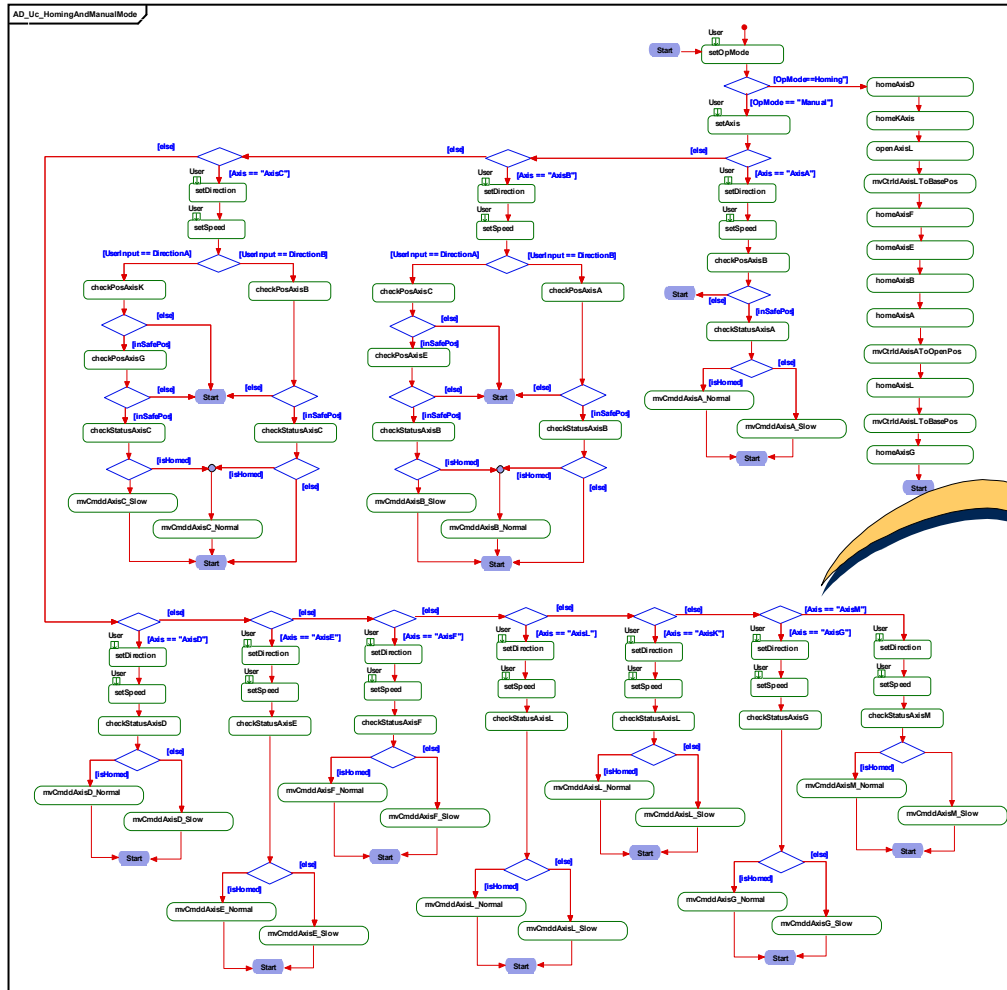 AD_Uc_HomingAndManualMode
User
Start
setOpMode
[OpMode==Homing"]
[OpMode == "Manual"]
User
setAxis
homeAxisD
homeKAxis
openAxisL
mvCtrldAxisLToBasePos
homeAxisF
homeAxisE
homeAxisB
homeAxisA
mvCtrldAxisAToOpenPos
homeAxisL
mvCtrldAxisLToBasePos
homeAxisG
Start
[else]
[else]
[else]
[Axis == "AxisC"]
User
setDirection
User
setSpeed
[UserInput == DirectionA]
[UserInput == DirectionB]
checkPosAxisK
checkPosAxisB
[else]
[inSafePos]
checkPosAxisG
[else]
Start
[else]
[inSafePos]
[inSafePos]
checkStatusAxisC
checkStatusAxisC
[isHomed]
[isHomed]
[else]
mvCmddAxisC_Slow
mvCmddAxisC_Normal
Start
[Axis == "AxisB"]
User
setDirection
User
setSpeed
[UserInput == DirectionA]
[UserInput == DirectionB]
checkPosAxisC
checkPosAxisA
[else]
[inSafePos]
checkPosAxisE
[else]
Start
[else]
[inSafePos]
[inSafePos]
checkStatusAxisB
checkStatusAxisB
[isHomed]
[isHomed]
[else]
mvCmddAxisB_Slow
mvCmddAxisB_Normal
Start
[Axis == "AxisA"]
User
setDirection
User
setSpeed
checkPosAxisB
Start
[else]
[inSafePos]
checkStatusAxisA
[isHomed]
[else]
mvCmddAxisA_Normal
mvCmddAxisA_Slow
Start
[else]
[else]
[else]
[else]
[else]
[Axis == "AxisM"]
[Axis == "AxisD"]
User
setDirection
User
setSpeed
checkStatusAxisD
[else]
[isHomed]
mvCmddAxisD_Normal
mvCmddAxisD_Slow
Start
[Axis == "AxisE"]
User
setDirection
User
setSpeed
checkStatusAxisE
[else]
[isHomed]
mvCmddAxisE_Normal
mvCmddAxisE_Slow
Start
[Axis == "AxisF"]
User
setDirection
User
setSpeed
checkStatusAxisF
[else]
[isHomed]
mvCmddAxisF_Normal
mvCmddAxisF_Slow
Start
[Axis == "AxisL"]
User
setDirection
User
setSpeed
checkStatusAxisL
[else]
[isHomed]
mvCmddAxisL_Normal
mvCmddAxisL_Slow
Start
[Axis == "AxisK"]
User
setDirection
User
setSpeed
checkStatusAxisL
[else]
[isHomed]
mvCmddAxisL_Normal
mvCmddAxisL_Slow
Start
[Axis == "AxisG"]
User
setDirection
User
setSpeed
checkStatusAxisG
[else]
[isHomed]
mvCmddAxisG_Normal
mvCmddAxisG_Slow
Start
User
setDirection
User
setSpeed
checkStatusAxisM
[else]
[isHomed]
mvCmddAxisM_Normal
mvCmddAxisM_Slow
Start